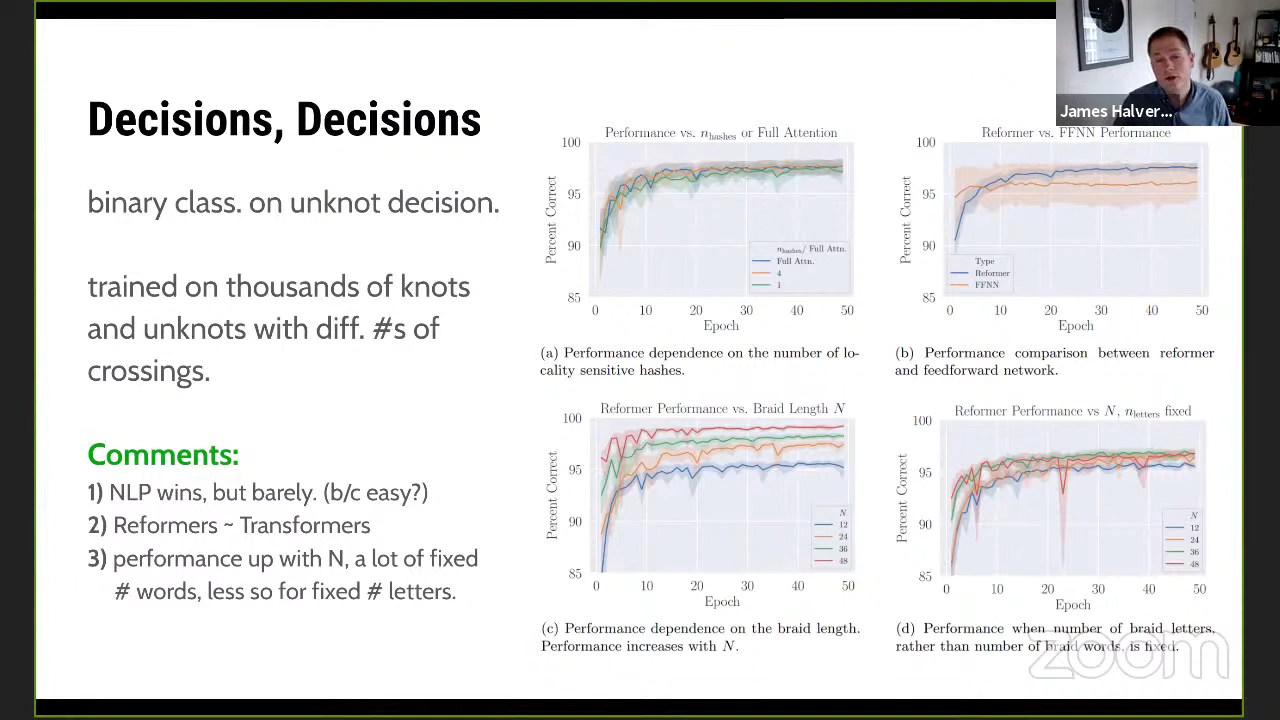 James Halver...
Decisions, Decisions
binary class. on unknot decision.
trained on thousands of knots
and unknots with diff. #s of
crossings.
Comments:
1) NLP wins, but barely. (b/c easy?)
2) Reformers ~ Transformers
3) performance up with N, a lot of fixed
# words, less so for fixed # letters.
Performance vs. n_hashes or Full Attention
100
95
90
85
Percent Correct
n_hashes/ Full Attn.
Full Attn.
4
1
0 10 20 30 40 50
Epoch
(a) Performance dependence on the number of lo-
cality sensitive hashes.
Reformer vs. FFNN Performance
100
95
90
85
Percent Correct
Type
Reformer
FFNN
0 10 20 30 40 50
Epoch
(b) Performance comparison between reformer
and feedforward network.
Reformer Performance vs. Braid Length N
100
95
90
85
Percent Correct
N
12
24
36
48
0 10 20 30 40 50
Epoch
(c) Performance dependence on the braid length.
Performance increases with N.
Reformer Performance vs N, n_letters fixed
100
95
90
85
Percent Correct
N
12
24
36
48
0 10 20 30 40 50
Epoch
(d) Performance when number of braid letters,
rather than number of braid words, is fixed.
zoom